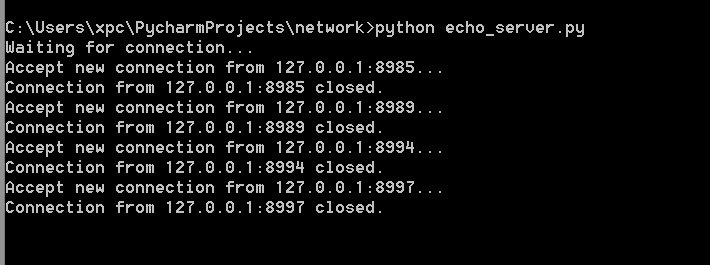 C:\Users\xpc\PycharmProjects\network>python echo_server.py
Waiting for connection...
Accept new connection from 127.0.0.1:8985...
Connection from 127.0.0.1:8985 closed.
Accept new connection from 127.0.0.1:8989...
Connection from 127.0.0.1:8989 closed.
Accept new connection from 127.0.0.1:8994...
Connection from 127.0.0.1:8994 closed.
Accept new connection from 127.0.0.1:8997...
Connection from 127.0.0.1:8997 closed.